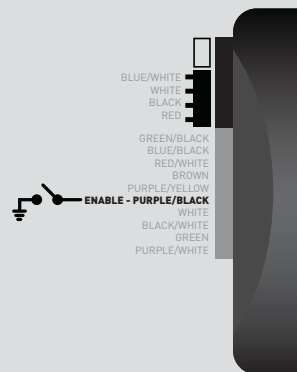 BLUE/WHITE
WHITE
BLACK
RED
GREEN/BLACK
BLUE/BLACK
RED/WHITE
BROWN
PURPLE/YELLOW
ENABLE - PURPLE/BLACK
WHITE
BLACK/WHITE
GREEN
PURPLE/WHITE